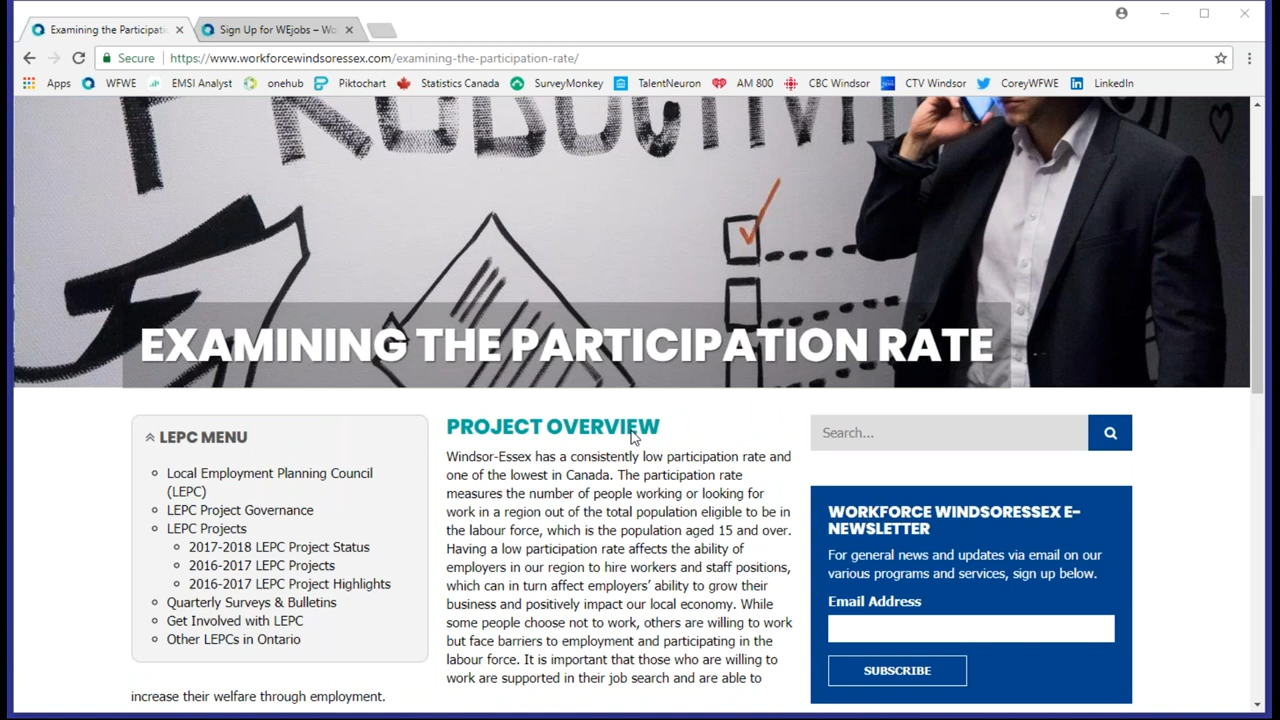 Examining the Participati
Sign Up for WEjobs – Wo
Secure
https://www.workforcewindsoressex.com/examining-the-participation-rate/
Apps
WFWE
EMSI Analyst
onehub
Piktochart
Statistics Canada
SurveyMonkey
TalentNeuron
AM 800
CBC Windsor
CTV Windsor
CoreyWFWE
LinkedIn
PRODUCTIVITY
EXAMINING THE PARTICIPATION RATE
LEPC MENU
Local Employment Planning Council
(LEPC)
LEPC Project Governance
LEPC Projects
2017-2018 LEPC Project Status
2016-2017 LEPC Projects
2016-2017 LEPC Project Highlights
Quarterly Surveys & Bulletins
Get Involved with LEPC
Other LEPCs in Ontario
PROJECT OVERVIEW
Windsor-Essex has a consistently low participation rate and
one of the lowest in Canada. The participation rate
measures the number of people working or looking for
work in a region out of the total population eligible to be in
the labour force, which is the population aged 15 and over.
Having a low participation rate affects the ability of
employers in our region to hire workers and staff positions,
which can in turn affect employers’ ability to grow their
business and positively impact our local economy. While
some people choose not to work, others are willing to work
but face barriers to employment and participating in the
labour force. It is important that those who are willing to
work are supported in their job search and are able to
increase their welfare through employment.
Search...
WORKFORCE WINDSORESSEX E-
NEWSLETTER
For general news and updates via email on our
various programs and services, sign up below.
Email Address
SUBSCRIBE